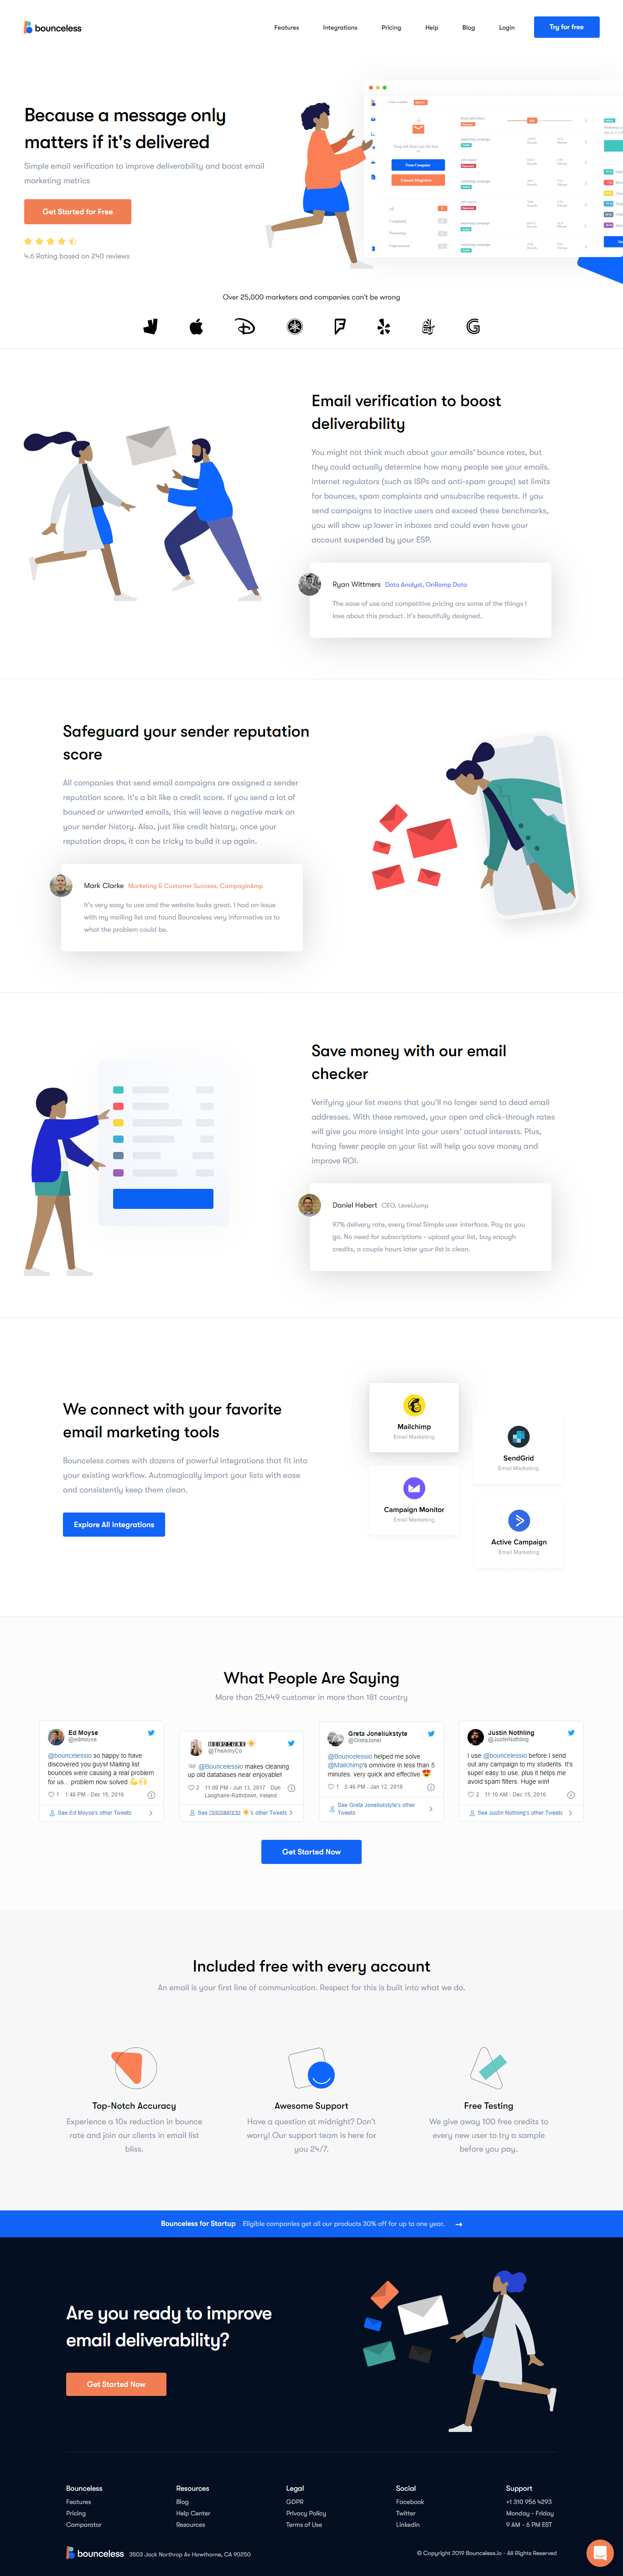 bounceless
Features Integrations Pricing Help Blog Login Try for free
Because a message only
matters if it's delivered
Simple email verification to improve deliverability and boost email
marketing metrics
Get Started for Free
4.6 Rating based on 240 reviews
From Computer
Over 25,000 marketers and companies can't be wrong
Email verification to boost
deliverability
You might not think much about your emails' bounce rates, but
they could actually determine how many people see your emails.
Internet regulators (such as ISPs and anti-spam groups) set limits
for bounces, spam complaints and unsubscribe requests. If you
send campaigns to inactive users and exceed these benchmarks,
you will show up lower in inboxes and could even have your
account suspended by your ESP.
Ryan Wittmers Data Analyst, OnRamp Data
The ease of use and competitive pricing are some of the things I
love about this product. It's beautifully designed.
Safeguard your sender reputation
score
All companies that send email campaigns are assigned a sender
reputation score. It's a bit like a credit score. If you send a lot of
bounced or unwanted emails, this will leave a negative mark on
your sender history. Also, just like credit history, once your
reputation drops, it can be tricky to build it up again.
Mark Clarke Marketing & Customer Success, CampaginAmp
It's very easy to use and the website looks great. I had an issue
with my mailing list and found Bounceless very informative as to
what the problem could be.
Save money with our email
checker
Verifying your list means that you'll no longer send to dead email
addresses. With these removed, your open and click-through rates
will give you more insight into your users' actual interests. Plus,
having fewer people on your list will help you save money and
improve ROI.
Daniel Hebert CEO, LevelJump
97% delivery rate, every time! Simple user interface. Pay as you
go. No need for subscriptions - upload your list, buy enough
credits, a couple hours later your list is clean.
We connect with your favorite
email marketing tools
Bounceless comes with dozens of powerful integrations that fit into
your existing workflow. Automagically import your lists with ease
and consistently keep them clean.
Explore All Integrations
Mailchimp
Email Marketing
SendGrid
Email Marketing
Campaign Monitor
Email Marketing
Active Campaign
Email Marketing
What People Are Saying
More than 25,449 customer in more than 181 country
Ed Moyse
@edmoyse
@bouncelessio so happy to have
discovered you guys! Mailing list
bounces were causing a real problem
for us... problem now solved 💪🙌
1 1:48 PM - Dec 15, 2016
See Ed Moyse's other Tweets
@TheAmyCo
@Bouncelessio makes cleaning
up old databases near enjoyable!
2 11:09 PM - Jun 13, 2017 · Dun
Laoghaire-Rathdown, Ireland
See 's other Tweets
Greta Joneliukstyte
@GretaJonel
@Bouncelessio helped me solve
@Mailchimp's omnivore in less than 5
minutes. very quick and effective 😍
1 5:46 PM - Jan 12, 2019
See Greta Joneliukstyte's other
Tweets
Justin Nothling
@JustinNothling
I use @bouncelessio before I send
out any campaign to my students. It's
super easy to use, plus it helps me
avoid spam filters. Huge win!
2 11:10 AM - Dec 15, 2016
See Justin Nothling's other Tweets
Get Started Now
Included free with every account
An email is your first line of communication. Respect for this is built into what we do.
Top-Notch Accuracy
Experience a 10x reduction in bounce
rate and join our clients in email list
bliss.
Awesome Support
Have a question at midnight? Don't
worry! Our support team is here for
you 24/7.
Free Testing
We give away 100 free credits to
every new user to try a sample
before you pay.
Bounceless for Startup Eligible companies get all our products 30% off for up to one year. →
Are you ready to improve
email deliverability?
Get Started Now
Bounceless
Features
Pricing
Comparator
Resources
Blog
Help Center
Resources
Legal
GDPR
Privacy Policy
Terms of Use
Social
Facebook
Twitter
Linkedin
Support
+1 310 956 4293
Monday - Friday
9 AM - 6 PM EST
bounceless 3503 Jack Northrop Av Hawthorne, CA 90250
© Copyright 2019 Bounceless.io - All Rights Reserved